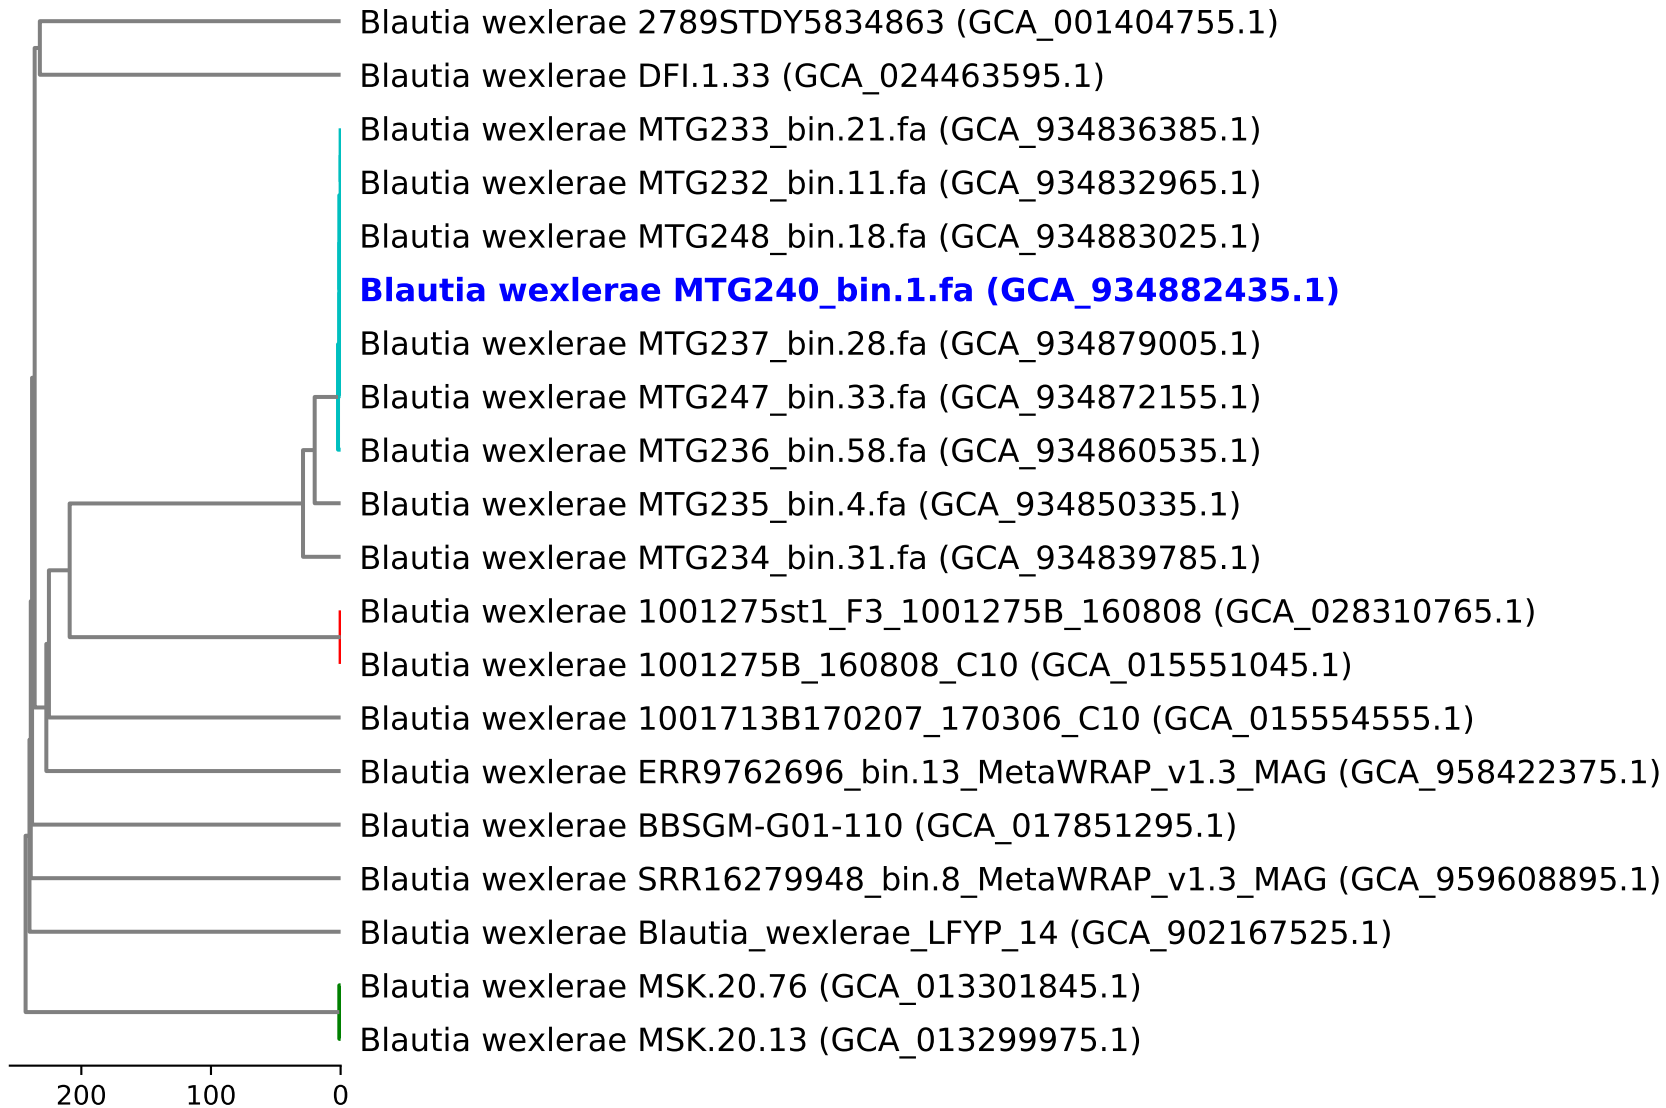 Blautia wexlerae 2789STDY5834863 (GCA_001404755.1)
Blautia wexlerae DFI.1.33 (GCA_024463595.1)
Blautia wexlerae MTG233_bin.21.fa (GCA_934836385.1)
Blautia wexlerae MTG232_bin.11.fa (GCA_934832965.1)
Blautia wexlerae MTG248_bin.18.fa (GCA_934883025.1)
Blautia wexlerae MTG240_bin.1.fa (GCA_934882435.1)
Blautia wexlerae MTG237_bin.28.fa (GCA_934879005.1)
Blautia wexlerae MTG247_bin.33.fa (GCA_934872155.1)
Blautia wexlerae MTG236_bin.58.fa (GCA_934860535.1)
Blautia wexlerae MTG235_bin.4.fa (GCA_934850335.1)
Blautia wexlerae MTG234_bin.31.fa (GCA_934839785.1)
Blautia wexlerae 1001275st1_F3_1001275B_160808 (GCA_028310765.1)
Blautia wexlerae 1001275B_160808_C10 (GCA_015551045.1)
Blautia wexlerae 1001713B170207_170306_C10 (GCA_015554555.1)
Blautia wexlerae ERR9762696_bin.13_MetaWRAP_v1.3_MAG (GCA_958422375.1)
Blautia wexlerae BBSGM-G01-110 (GCA_017851295.1)
Blautia wexlerae SRR16279948_bin.8_MetaWRAP_v1.3_MAG (GCA_959608895.1)
Blautia wexlerae Blautia_wexlerae_LFYP_14 (GCA_902167525.1)
Blautia wexlerae MSK.20.76 (GCA_013301845.1)
Blautia wexlerae MSK.20.13 (GCA_013299975.1)
200 100 0